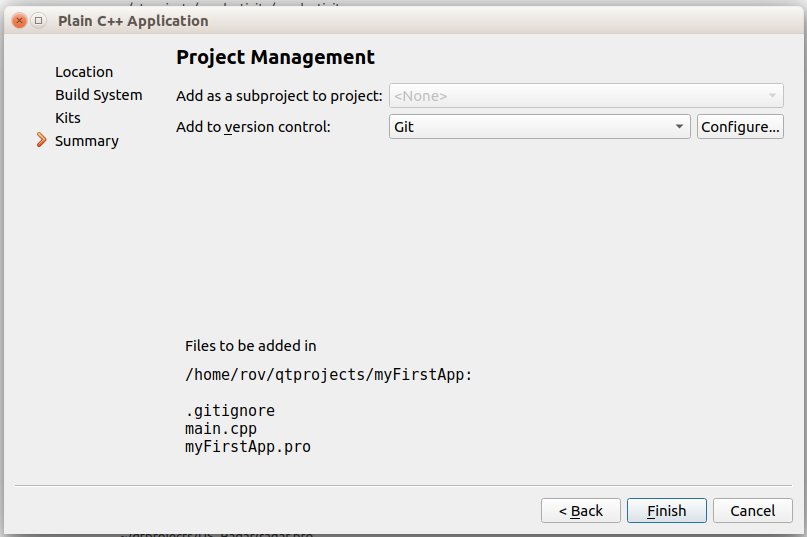 Plain C++ Application
Location
Build System
Kits
Summary
Project Management
Add as a subproject to project: <None>
Add to version control: Git Configure...
Files to be added in
/home/rov/qtprojects/myFirstApp:
.gitignore
main.cpp
myFirstApp.pro
< Back Finish Cancel